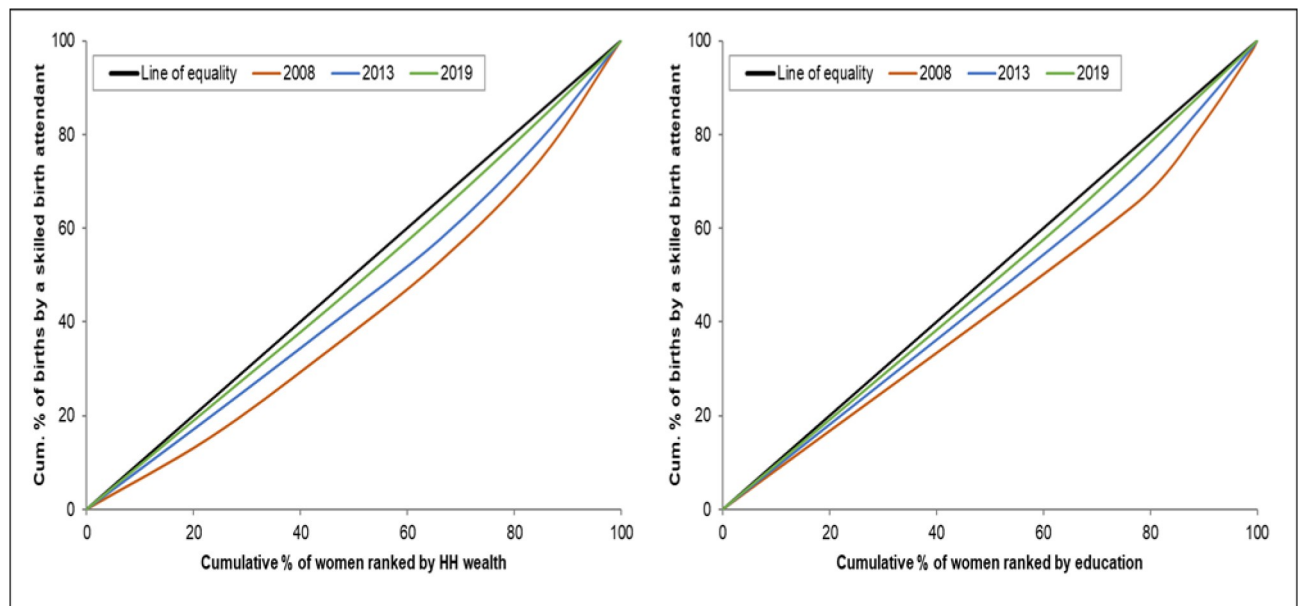 Cum. % of births by a skilled birth attendant
100
80
60
40
20
0
Line of equality 2008 2013 2019
0 20 40 60 80 100
Cumulative % of women ranked by HH wealth
Cum. % of births by a skilled birth attendant
100
80
60
40
20
0
Line of equality 2008 2013 2019
0 20 40 60 80 100
Cumulative % of women ranked by education